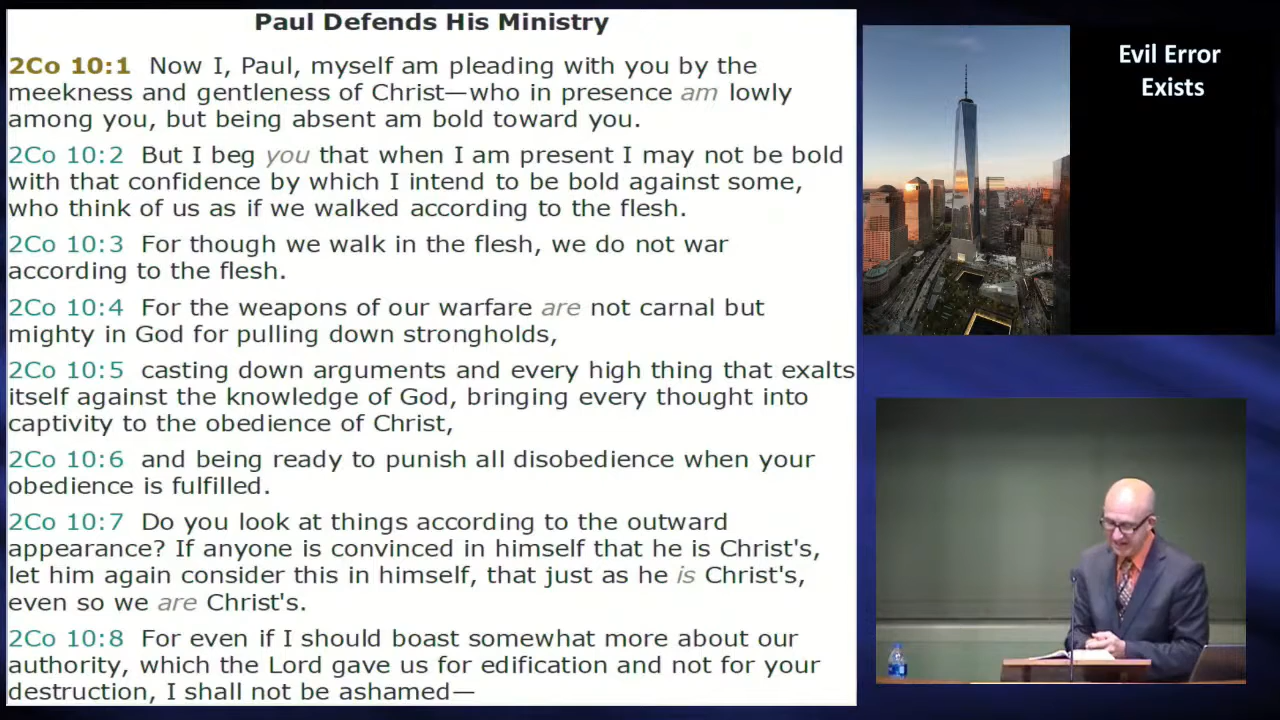 Paul Defends His Ministry
2Co 10:1 Now I, Paul, myself am pleading with you by the
meekness and gentleness of Christ—who in presence am lowly
among you, but being absent am bold toward you.
2Co 10:2 But I beg you that when I am present I may not be bold
with that confidence by which I intend to be bold against some,
who think of us as if we walked according to the flesh.
2Co 10:3 For though we walk in the flesh, we do not war
according to the flesh.
2Co 10:4 For the weapons of our warfare are not carnal but
mighty in God for pulling down strongholds,
2Co 10:5 casting down arguments and every high thing that exalts
itself against the knowledge of God, bringing every thought into
captivity to the obedience of Christ,
2Co 10:6 and being ready to punish all disobedience when your
obedience is fulfilled.
2Co 10:7 Do you look at things according to the outward
appearance? If anyone is convinced in himself that he is Christ's,
let him again consider this in himself, that just as he is Christ's,
even so we are Christ's.
2Co 10:8 For even if I should boast somewhat more about our
authority, which the Lord gave us for edification and not for your
destruction, I shall not be ashamed—
Evil Error
Exists